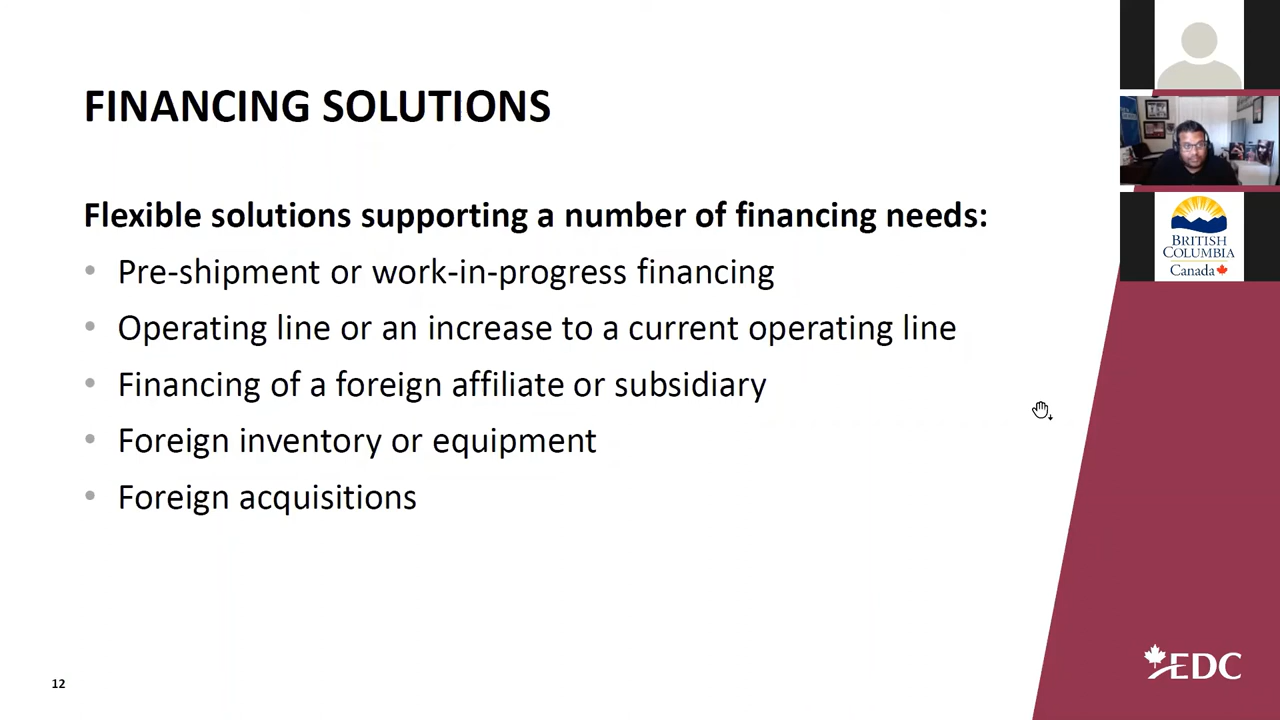 FINANCING SOLUTIONS
Flexible solutions supporting a number of financing needs:
• Pre-shipment or work-in-progress financing
• Operating line or an increase to a current operating line
• Financing of a foreign affiliate or subsidiary
• Foreign inventory or equipment
• Foreign acquisitions
12
BRITISH
COLUMBIA
Canada
EDC